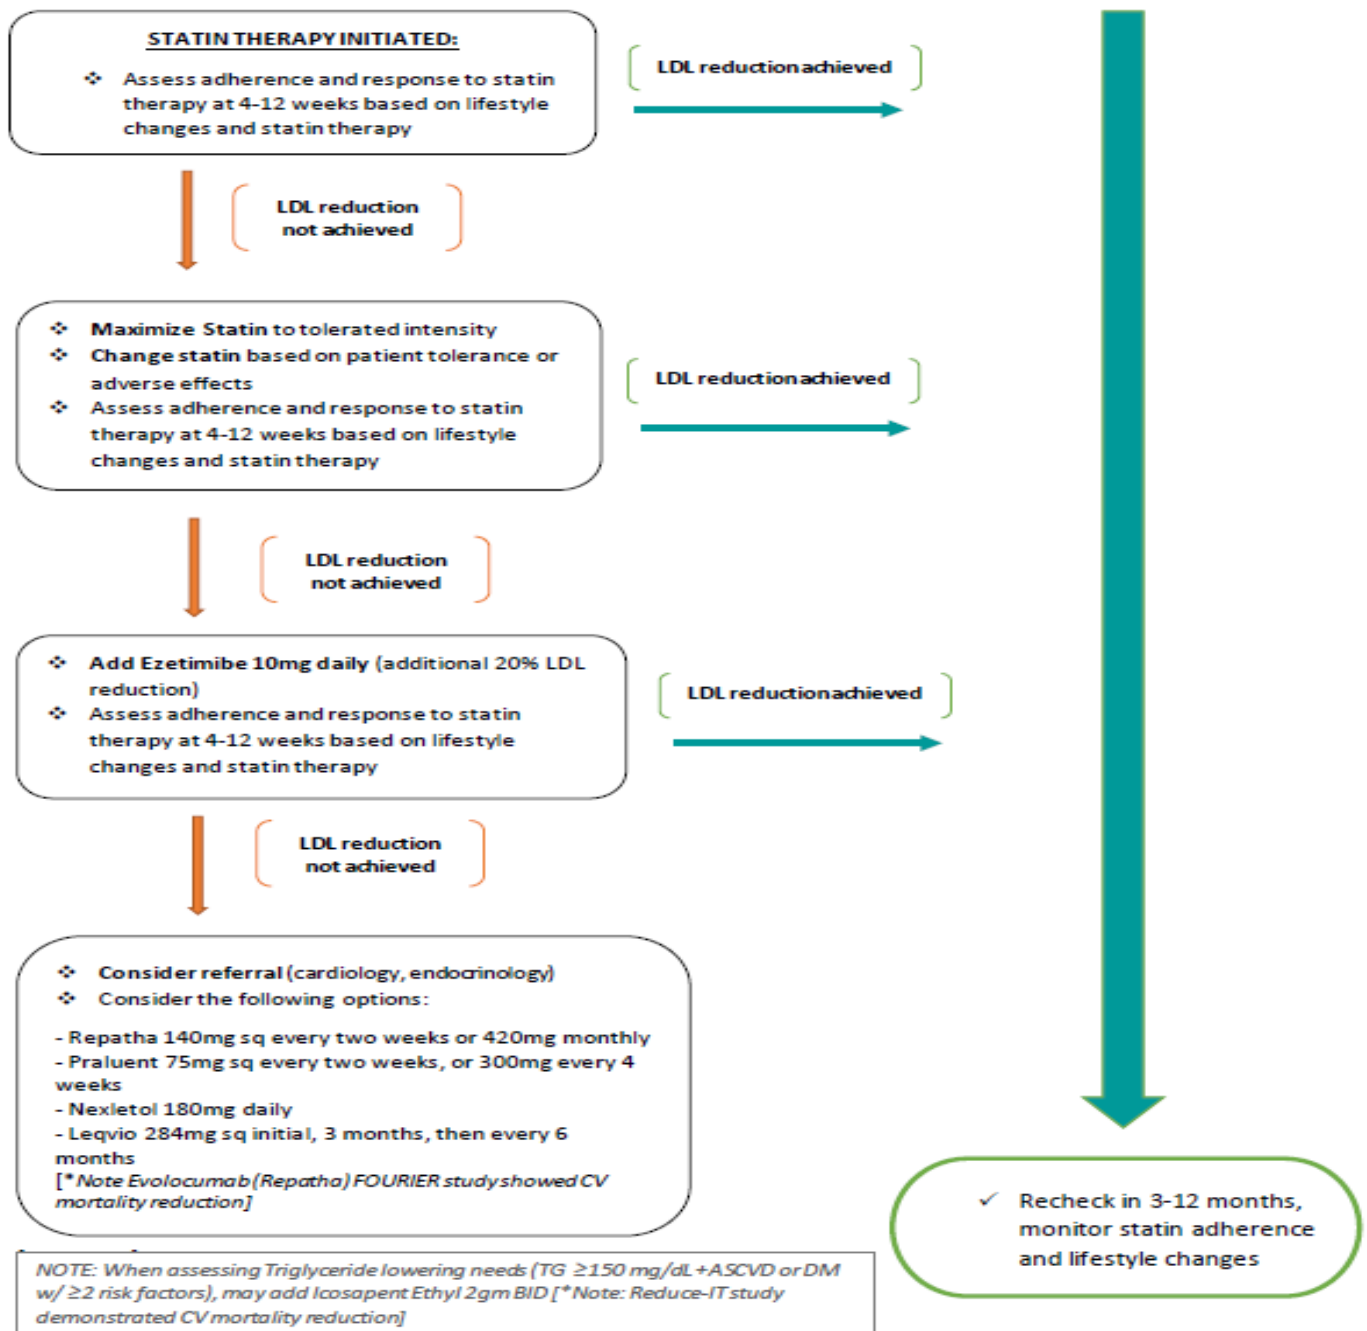 STATIN THERAPY INITIATED:
❖ Assess adherence and response to statin
therapy at 4-12 weeks based on lifestyle
changes and statin therapy
LDL reduction achieved
LDL reduction
not achieved
❖ Maximize Statin to tolerated intensity
❖ Change statin based on patient tolerance or
adverse effects
❖ Assess adherence and response to statin
therapy at 4-12 weeks based on lifestyle
changes and statin therapy
LDL reduction achieved
LDL reduction
not achieved
❖ Add Ezetimibe 10mg daily (additional 20% LDL
reduction)
❖ Assess adherence and response to statin
therapy at 4-12 weeks based on lifestyle
changes and statin therapy
LDL reduction achieved
LDL reduction
not achieved
❖ Consider referral (cardiology, endocrinology)
❖ Consider the following options:
- Repatha 140mg sq every two weeks or 420mg monthly
- Praluent 75mg sq every two weeks, or 300mg every 4
weeks
- Nexletol 180mg daily
- Leqvio 284mg sq initial, 3 months, then every 6
months
[*Note Evolocumab (Repatha) FOURIER study showed CV
mortality reduction]
✓ Recheck in 3-12 months,
monitor statin adherence
and lifestyle changes
NOTE: When assessing Triglyceride lowering needs (TG ≥150 mg/dL +ASCVD or DM
w/ ≥2 risk factors), may add Icosapent Ethyl 2gm BID [*Note: Reduce-IT study
demonstrated CV mortality reduction]